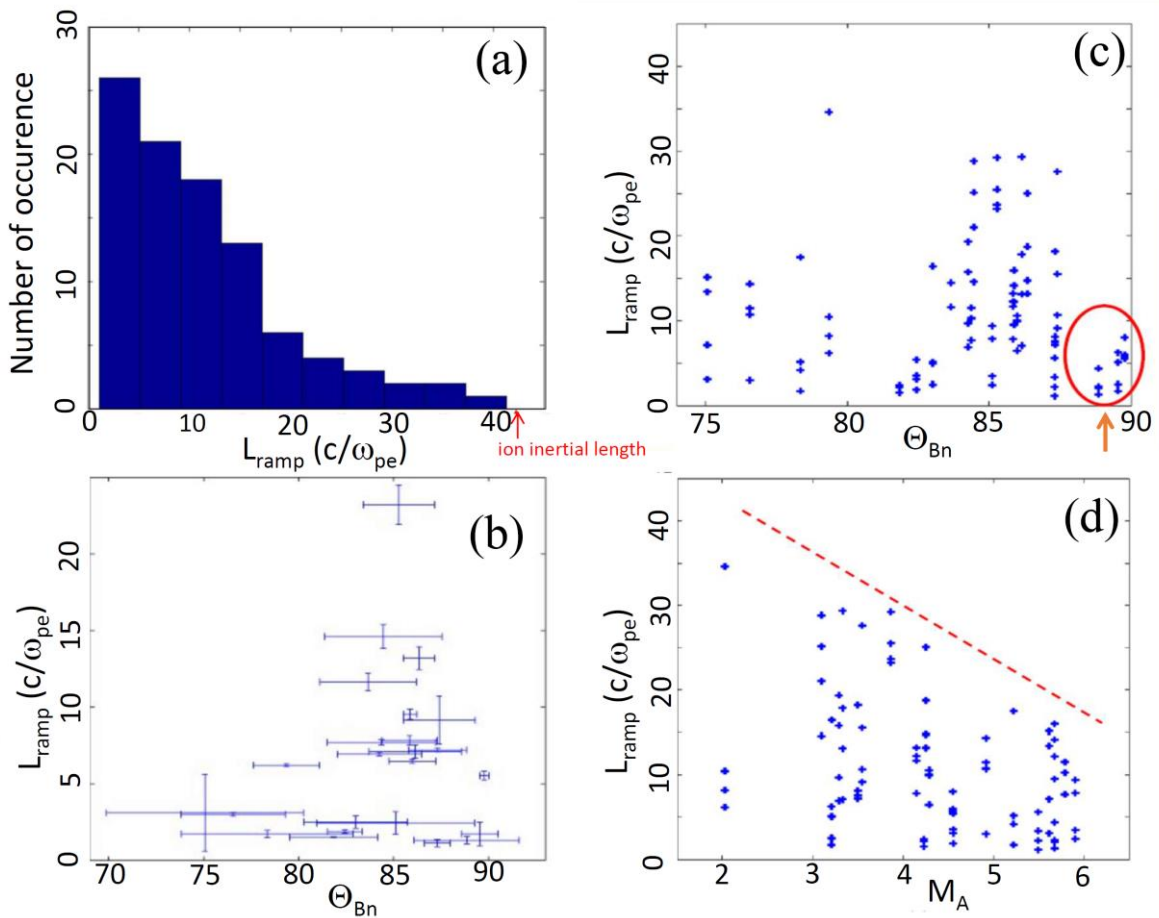 (a)
30
20
10
0
Number of occurence
0 10 20 30 40
L_ramp (c/ω_pe)
ion inertial length
(c)
40
30
20
10
0
L_ramp (c/ω_pe)
75 80 85 90
Θ_Bn
(b)
20
15
10
5
0
L_ramp (c/ω_pe)
70 75 80 85 90
Θ_Bn
(d)
40
30
20
10
0
L_ramp (c/ω_pe)
2 3 4 5 6
M_A